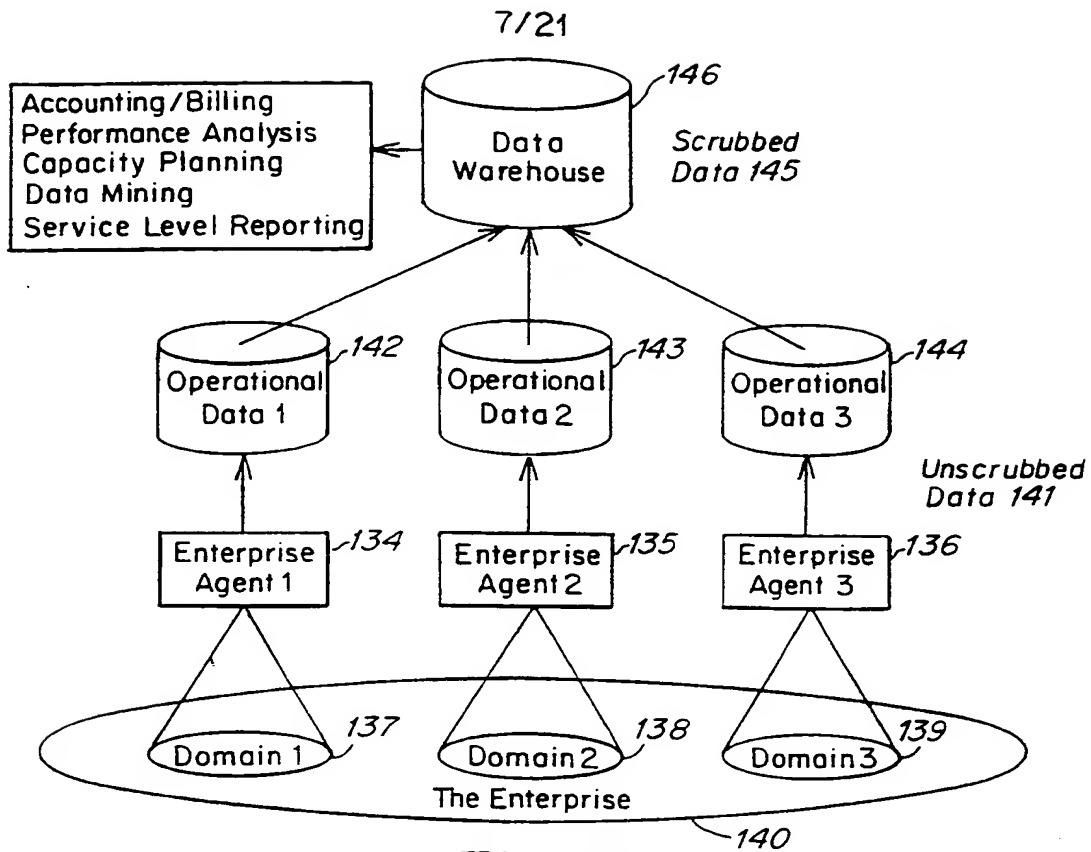 7/21
146
Accounting/Billing
Performance Analysis
Capacity Planning
Data Mining
Service Level Reporting
Data
Warehouse
Scrubbed
Data 145
142
143
144
Operational
Data 1
Operational
Data 2
Operational
Data 3
Unscrubbed
Data 141
134
135
136
Enterprise
Agent 1
Enterprise
Agent 2
Enterprise
Agent 3
137
138
139
Domain 1
Domain 2
Domain 3
The Enterprise
140